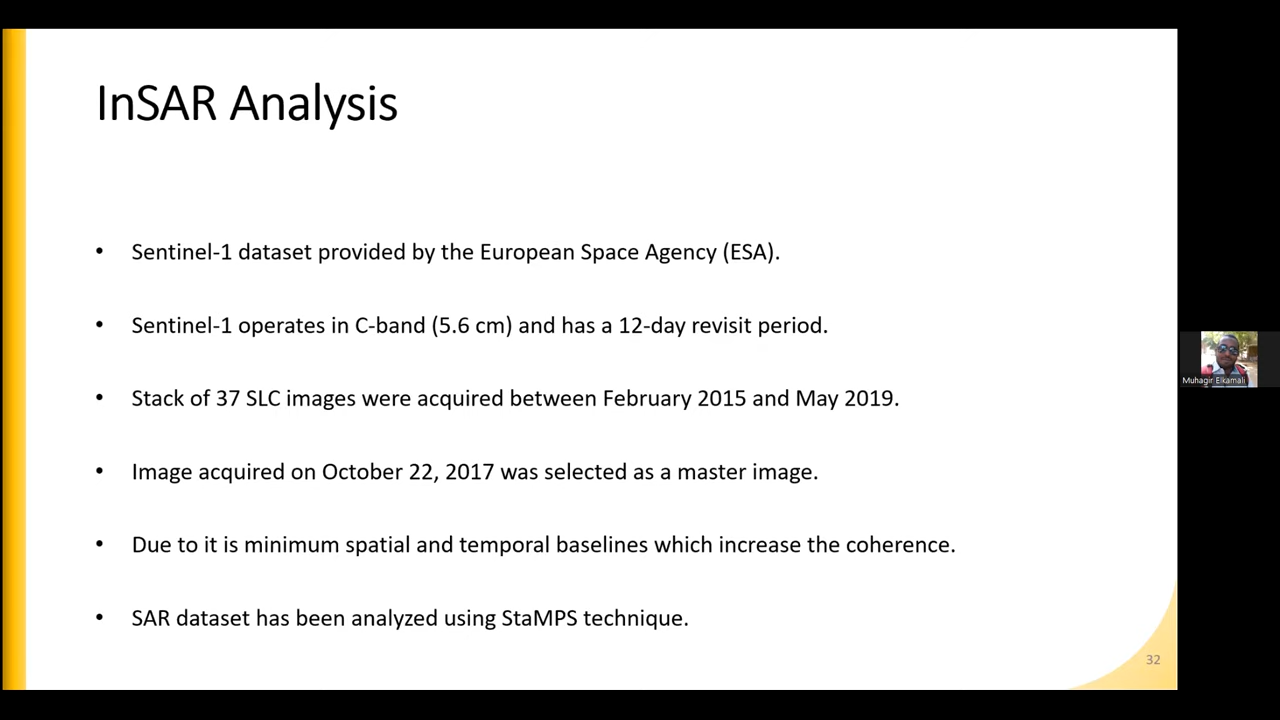 InSAR Analysis
• Sentinel-1 dataset provided by the European Space Agency (ESA).
• Sentinel-1 operates in C-band (5.6 cm) and has a 12-day revisit period.
• Stack of 37 SLC images were acquired between February 2015 and May 2019.
• Image acquired on October 22, 2017 was selected as a master image.
• Due to it is minimum spatial and temporal baselines which increase the coherence.
• SAR dataset has been analyzed using StaMPS technique.
32
Muhagir Elkamali